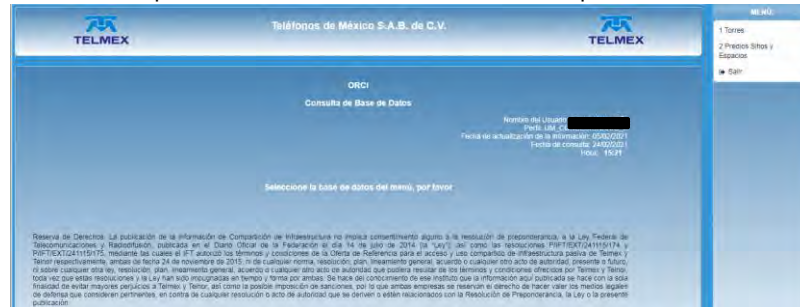 TELMEX
Teléfonos de México S.A.B. de C.V.
TELMEX
MENÚ:
1 Torres
2 Predios Sitios y
Espacios
Salir
ORCI
Consulta de Base de Datos
Nombre del Usuario:
Perfil: UM_C
Fecha de actualización de la información: 05/02/2021
Fecha de consulta: 24/02/2021
Hora: 15:21
Seleccione la base de datos del menú, por favor
Reserva de Derechos. La publicación de la información de Compartición de Infraestructura no implica consentimiento alguno a la resolución de preponderancia, a la Ley Federal de
Telecomunicaciones y Radiodifusión, publicada en el Diario Oficial de la Federación el día 14 de julio de 2014 (la "Ley"), así como las resoluciones P/IFT/EXT/241115/174 y
P/IFT/EXT/241115/175, mediante las cuales el IFT autorizó los términos y condiciones de la Oferta de Referencia para el acceso y uso compartido de infraestructura pasiva de Telmex y
Telnor respectivamente, ambas de fecha 24 de noviembre de 2015, ni de cualquier norma, resolución, plan, lineamiento general, acuerdo o cualquier otro acto de autoridad, presente o futuro,
ni sobre cualquier otra ley, resolución, plan, lineamiento general, acuerdo o cualquier otro acto de autoridad que pudiera resultar de los términos y condiciones ofrecidos por Telmex y Telnor,
toda vez que estas resoluciones y la Ley han sido impugnadas en tiempo y forma por ambas. Se hace del conocimiento de ese Instituto que la información aquí publicada se hace con la sola
finalidad de evitar mayores perjuicios a Telmex y Telnor, así como la posible imposición de sanciones, por lo que ambas empresas se reservan el derecho de hacer valer los medios legales
de defensa que consideren pertinentes, en contra de cualquier resolución o acto de autoridad que se deriven o estén relacionados con la Resolución de Preponderancia, la Ley o la presente
publicación.